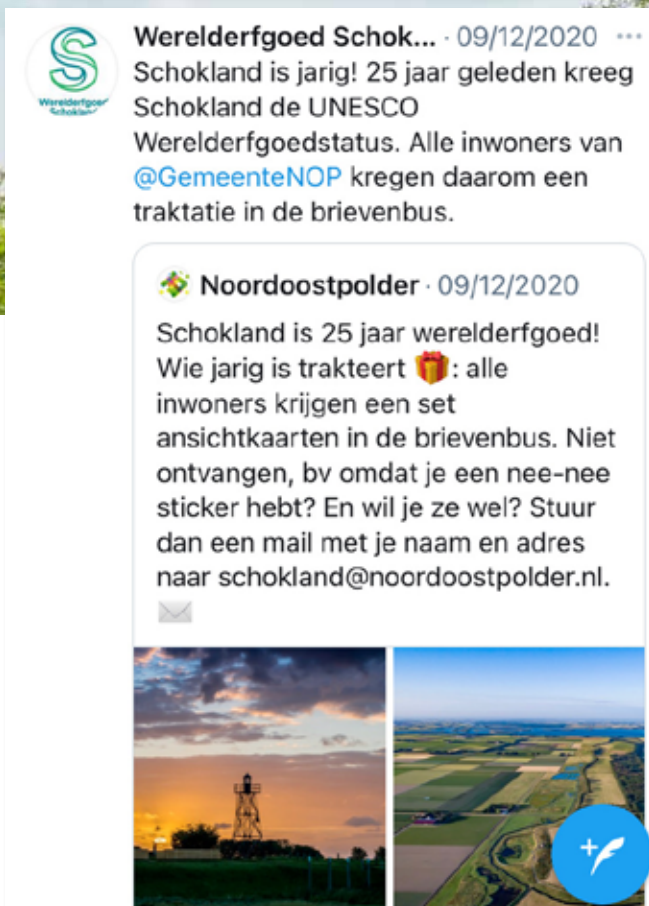 Werelderfgoed Schok... · 09/12/2020 ···
Schokland is jarig! 25 jaar geleden kreeg
Schokland de UNESCO
Werelderfgoedstatus. Alle inwoners van
@GemeenteNOP kregen daarom een
traktatie in de brievenbus.
Werelderfgoed
Schokland
Noordoostpolder · 09/12/2020
Schokland is 25 jaar werelderfgoed!
Wie jarig is trakteert 🎁: alle
inwoners krijgen een set
ansichtkaarten in de brievenbus. Niet
ontvangen, bv omdat je een nee-nee
sticker hebt? En wil je ze wel? Stuur
dan een mail met je naam en adres
naar schokland@noordoostpolder.nl.
✉️